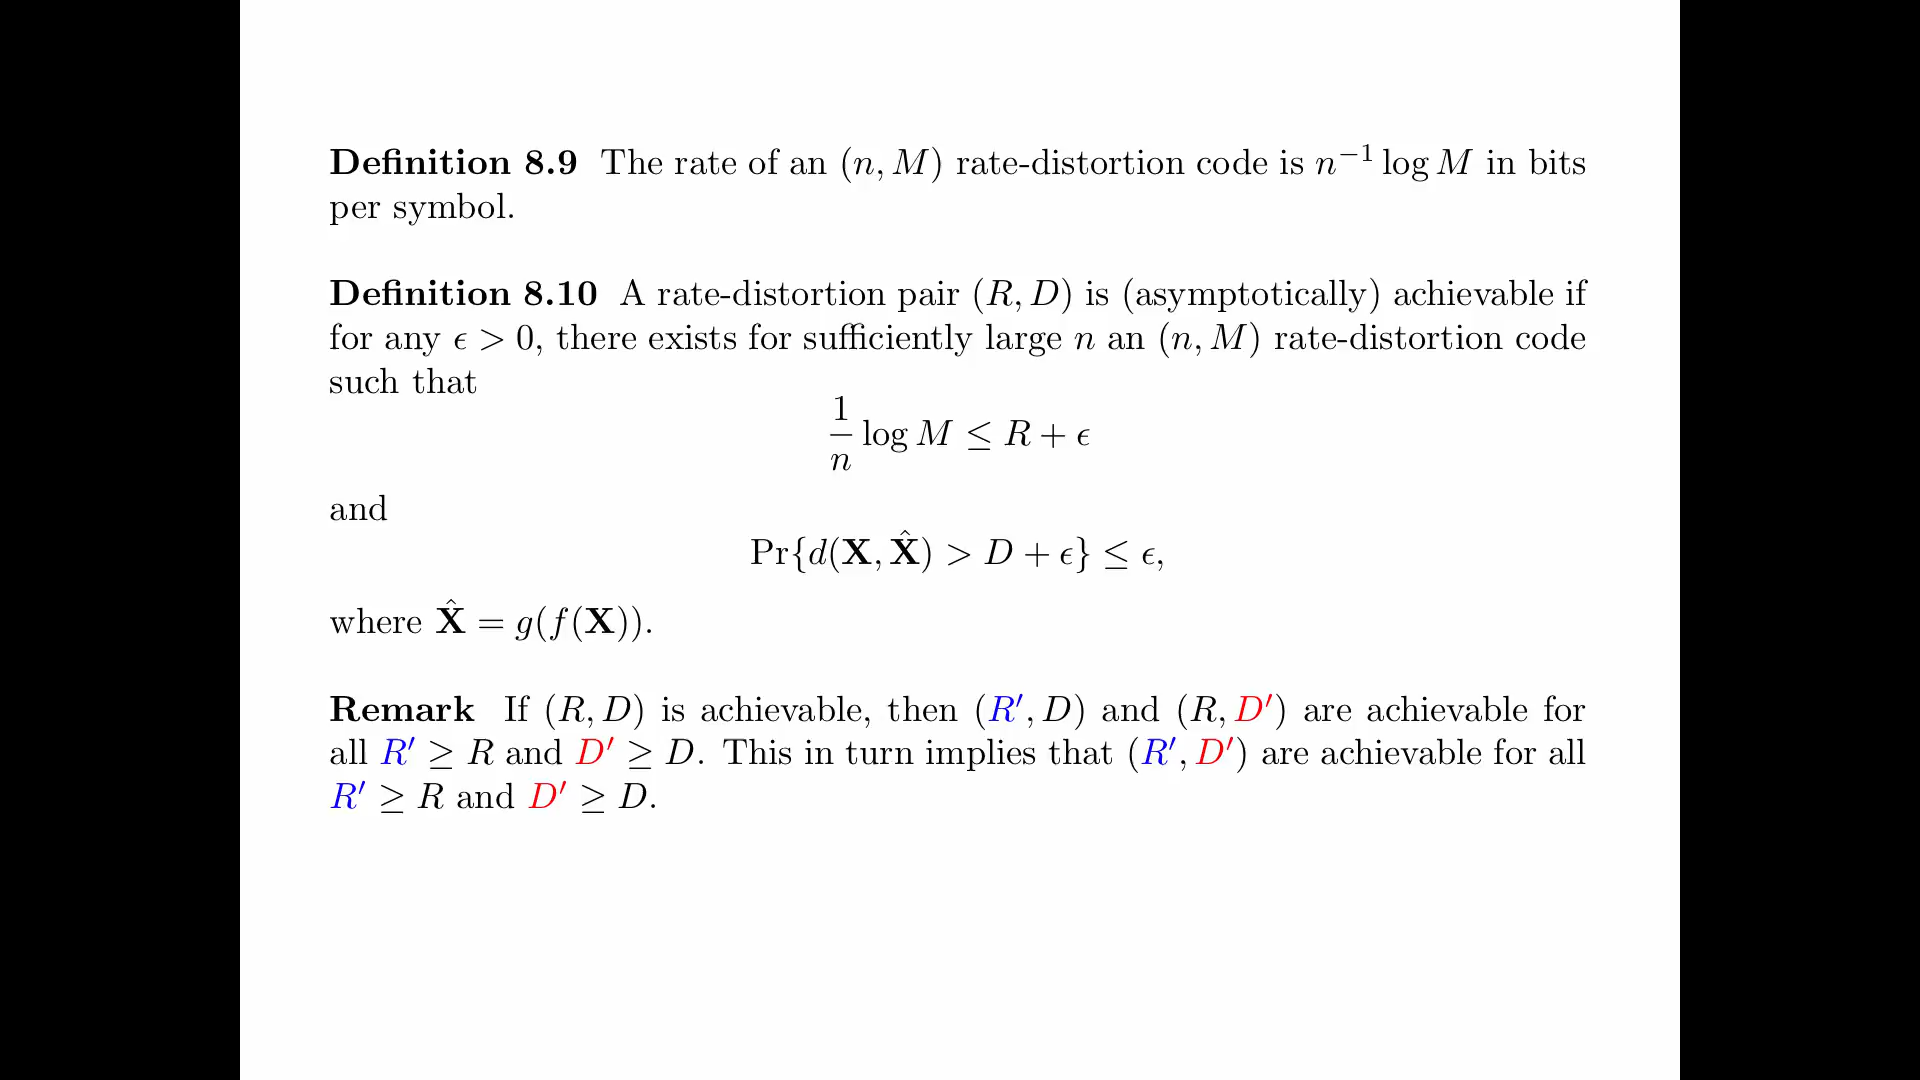 Definition 8.9 The rate of an (n, M) rate-distortion code is n⁻¹ log M in bits
per symbol.
Definition 8.10 A rate-distortion pair (R, D) is (asymptotically) achievable if
for any ϵ > 0, there exists for sufficiently large n an (n, M) rate-distortion code
such that
1/n log M ≤ R + ϵ
and
Pr{d(X, X̂) > D + ϵ} ≤ ϵ,
where X̂ = g(f(X)).
Remark If (R, D) is achievable, then (R′, D) and (R, D′) are achievable for
all R′ ≥ R and D′ ≥ D. This in turn implies that (R′, D′) are achievable for all
R′ ≥ R and D′ ≥ D.